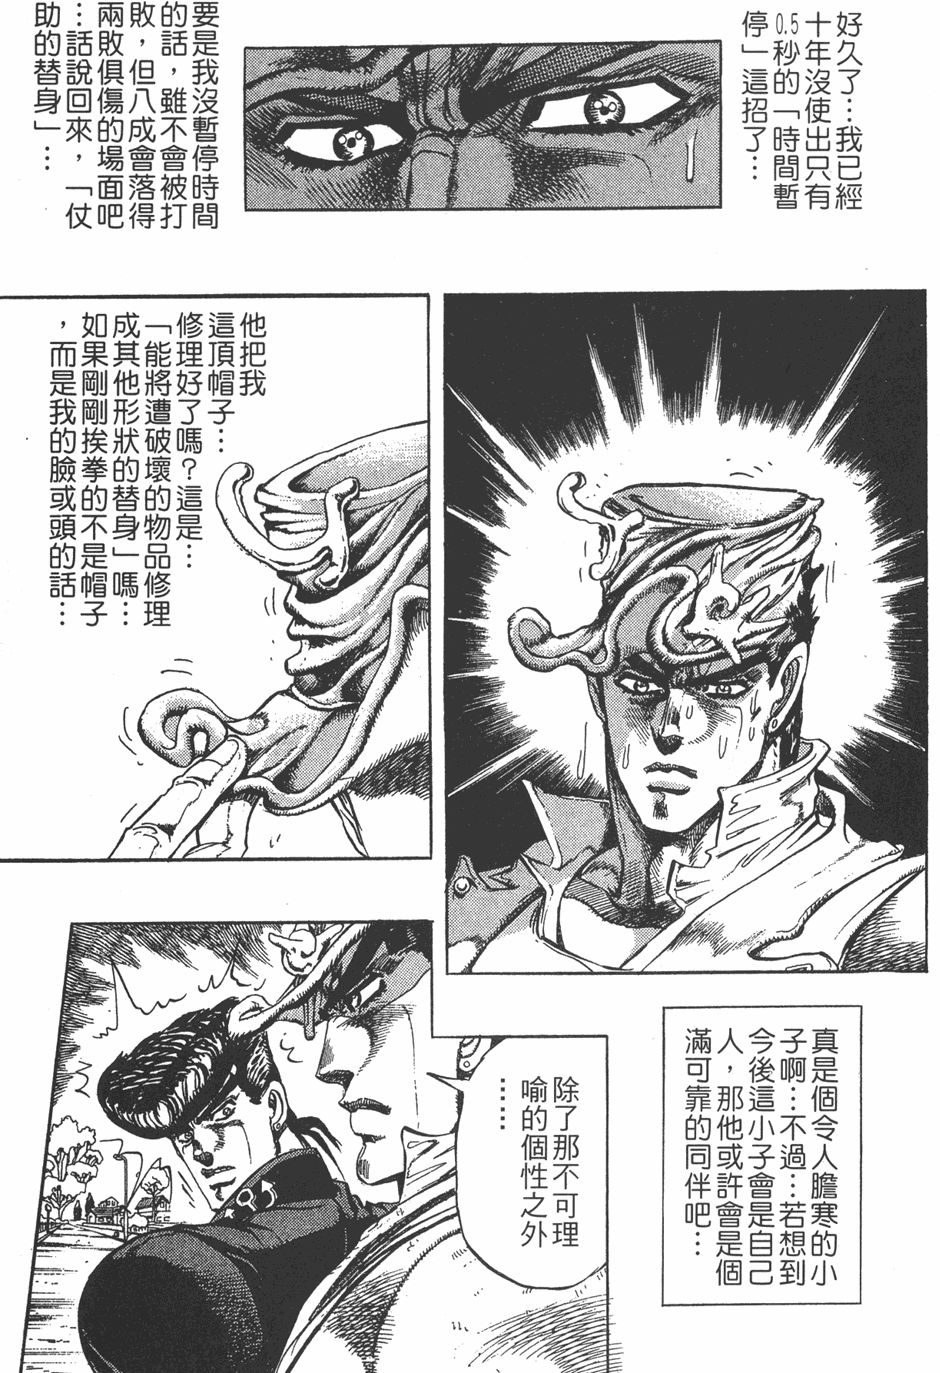 好久了…我已經
十年沒使出只有
0.5秒的「時間暫
停」這招了…
要是我沒暫停時間
的話，雖不會被打
敗，但八成會落得
兩敗俱傷的場面吧
…話說回來，「仗
助的替身」…
他把我
這頂帽子…
修理好了嗎？這是…
「能將遭破壞的物品修理
成其他形狀的替身」嗎…
如果剛剛挨拳的不是帽子
，而是我的臉或頭的話…
真是個令人膽寒的小
子啊…不過…若想到
今後這小子會是自己
人，那他或許會是個
滿可靠的同伴吧…
除了那不可理
喻的個性之外
……